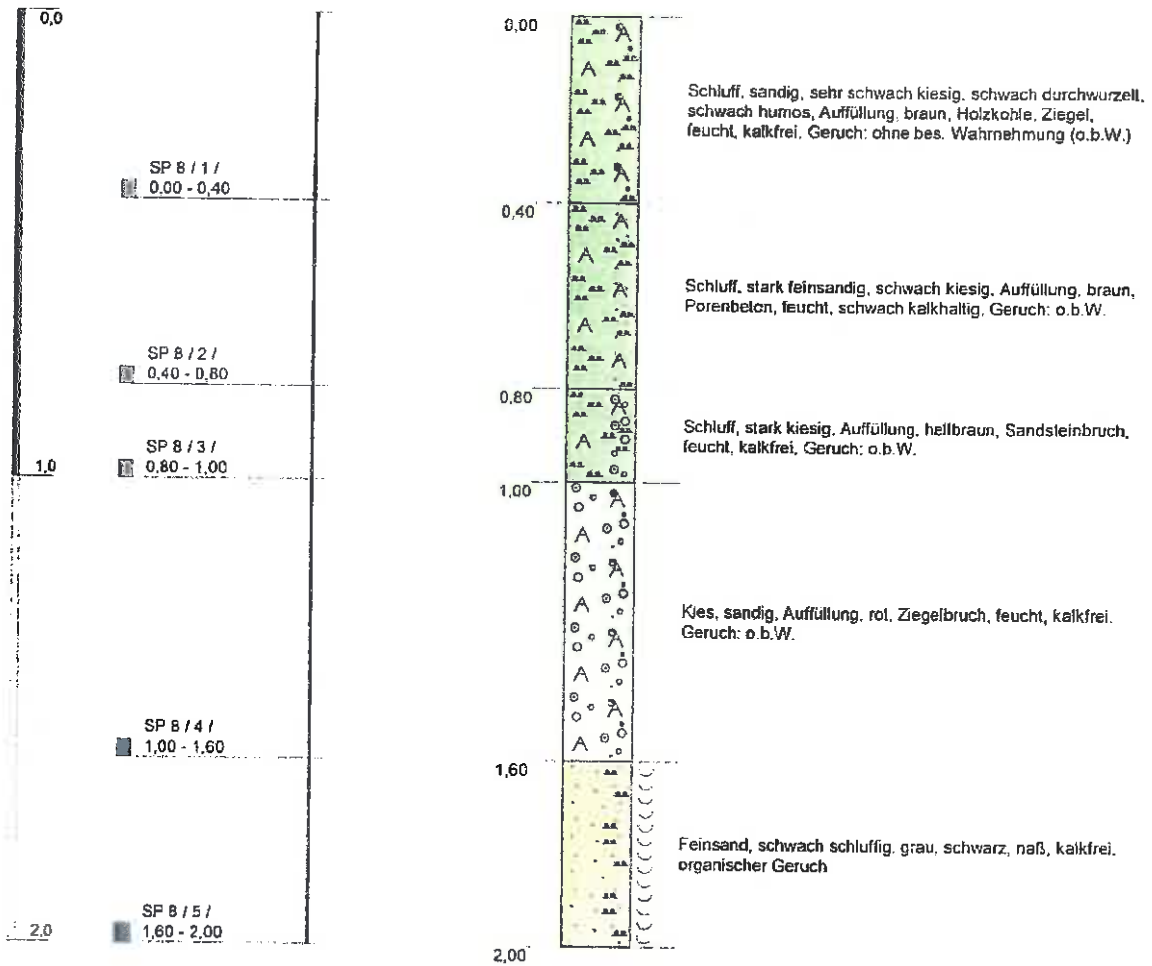 0,0
SP 8 / 1 /
0,00 - 0,40
SP 8 / 2 /
0,40 - 0,80
SP 8 / 3 /
0,80 - 1,00
1,0
SP 8 / 4 /
1,00 - 1,60
SP 8 / 5 /
1,60 - 2,00
2,0
0,00
Schluff, sandig, sehr schwach kiesig, schwach durchwurzelt,
schwach humos, Auffüllung, braun, Holzkohle, Ziegel,
feucht, kalkfrei, Geruch: ohne bes. Wahrnehmung (o.b.W.)
0,40
Schluff, stark feinsandig, schwach kiesig, Auffüllung, braun,
Porenbeton, feucht, schwach kalkhaltig, Geruch: o.b.W.
0,80
Schluff, stark kiesig, Auffüllung, hellbraun, Sandsteinbruch,
feucht, kalkfrei, Geruch: o.b.W.
1,00
Kies, sandig, Auffüllung, rot, Ziegelbruch, feucht, kalkfrei,
Geruch: o.b.W.
1,60
Feinsand, schwach schluffig, grau, schwarz, naß, kalkfrei,
organischer Geruch
2,00